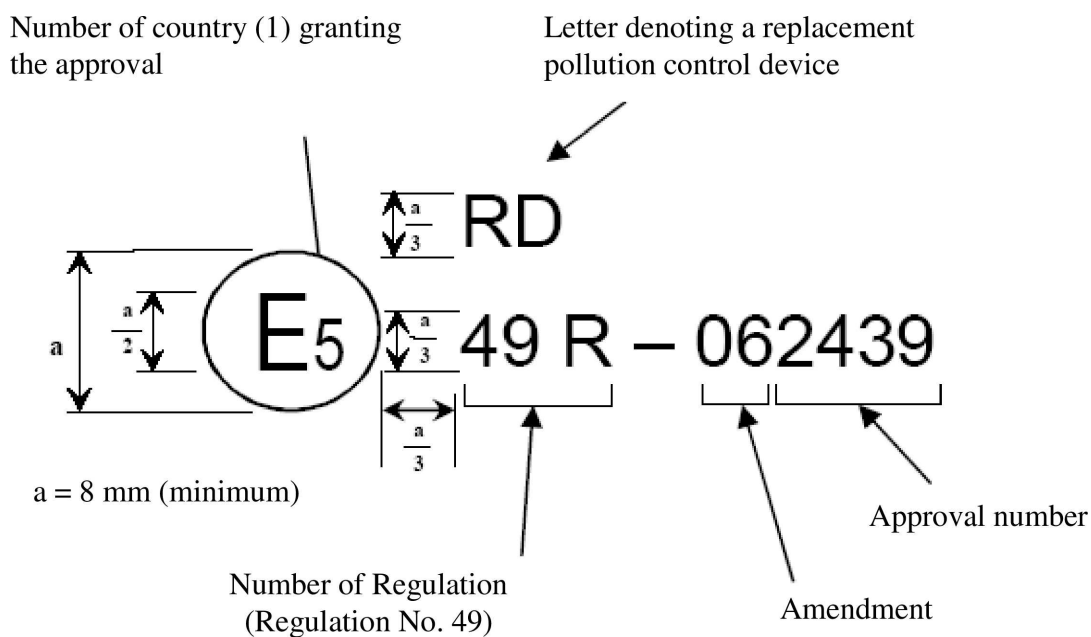 Number of country (1) granting
the approval
Letter denoting a replacement
pollution control device
a
3
RD
a
a
2
E5
a
3
49 R – 062439
a
3
a = 8 mm (minimum)
Approval number
Number of Regulation
(Regulation No. 49)
Amendment